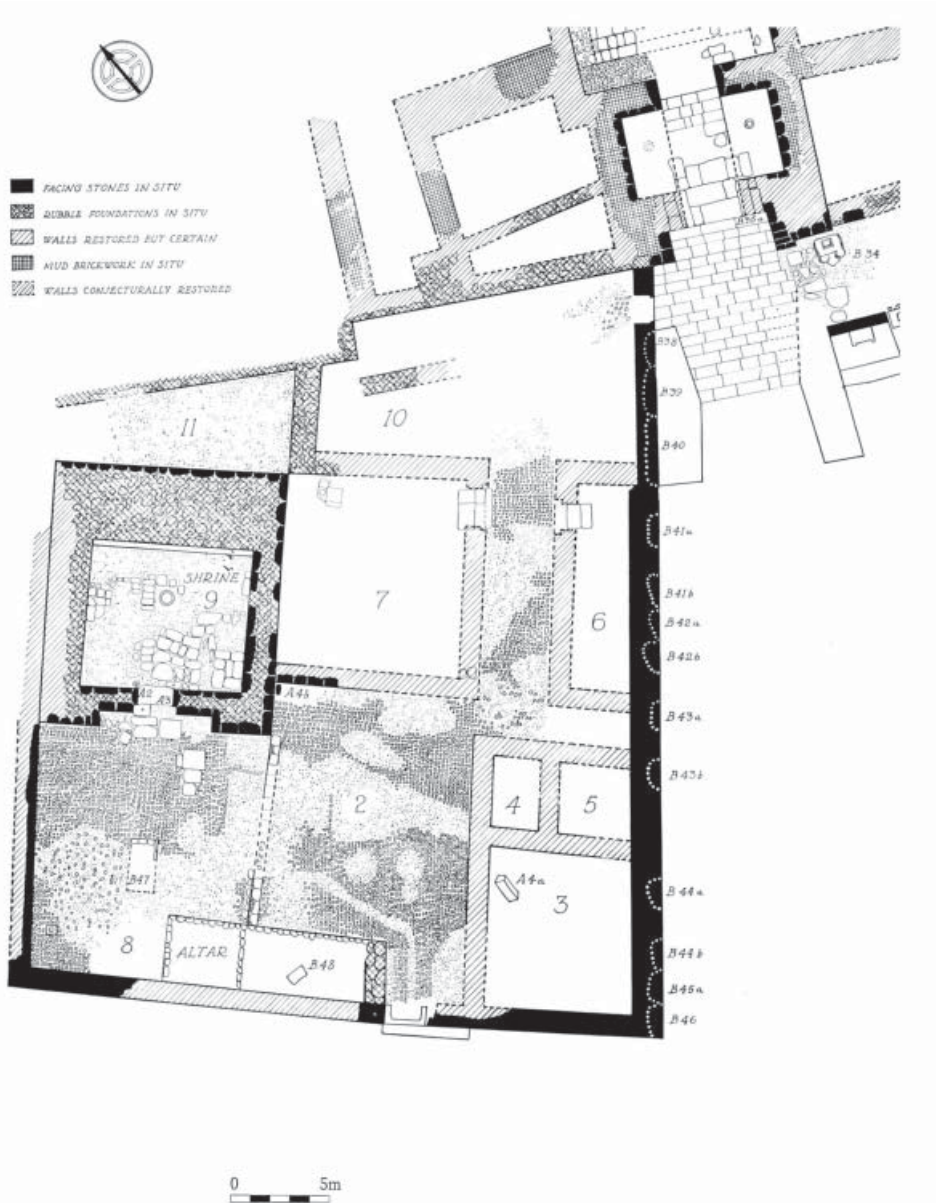 FACING STONES IN SITU
RUBBLE FOUNDATIONS IN SITU
WALLS RESTORED BUT CERTAIN
MUD BRICKWORK IN SITU
WALLS CONJECTURALLY RESTORED
B34
B38
B39
B40
10
11
B41a
SHRINE
9
7
6
B41b
B42a
B42b
A2
A3
A4b
B43a
B43b
2
4
5
B47
A4a
3
B44a
8
ALTAR
B48
B44b
B45a
B46
0 5m